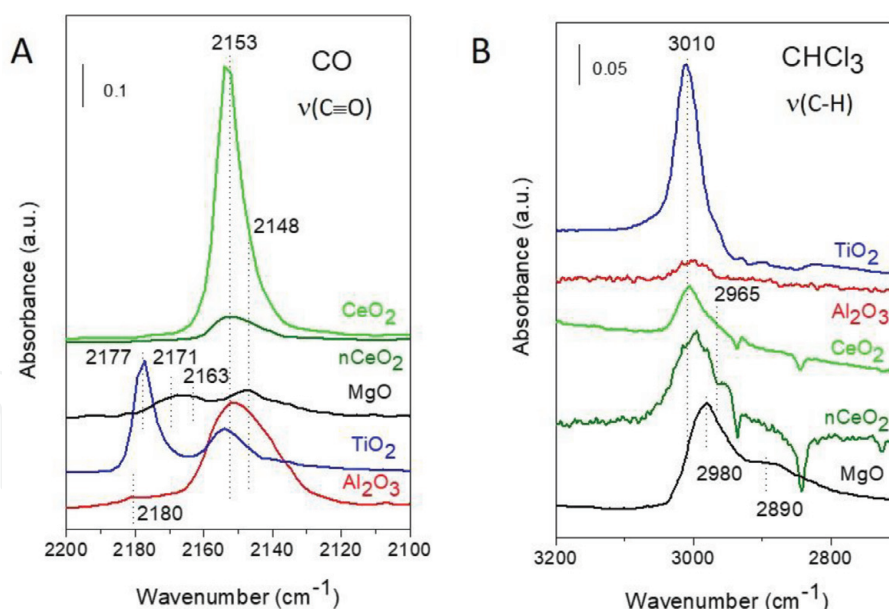 A
2153
CO
0.1
ν(C≡O)
2148
CeO2
nCeO2
2177
2171
2163
MgO
TiO2
Al2O3
2180
2200 2180 2160 2140 2120 2100
Wavenumber (cm-1)
Absorbance (a.u.)
B
3010
CHCl3
0.05
ν(C-H)
TiO2
2965
Al2O3
CeO2
nCeO2
2980
MgO
2890
3200 3000 2800
Wavenumber (cm-1)
Absorbance (a.u.)